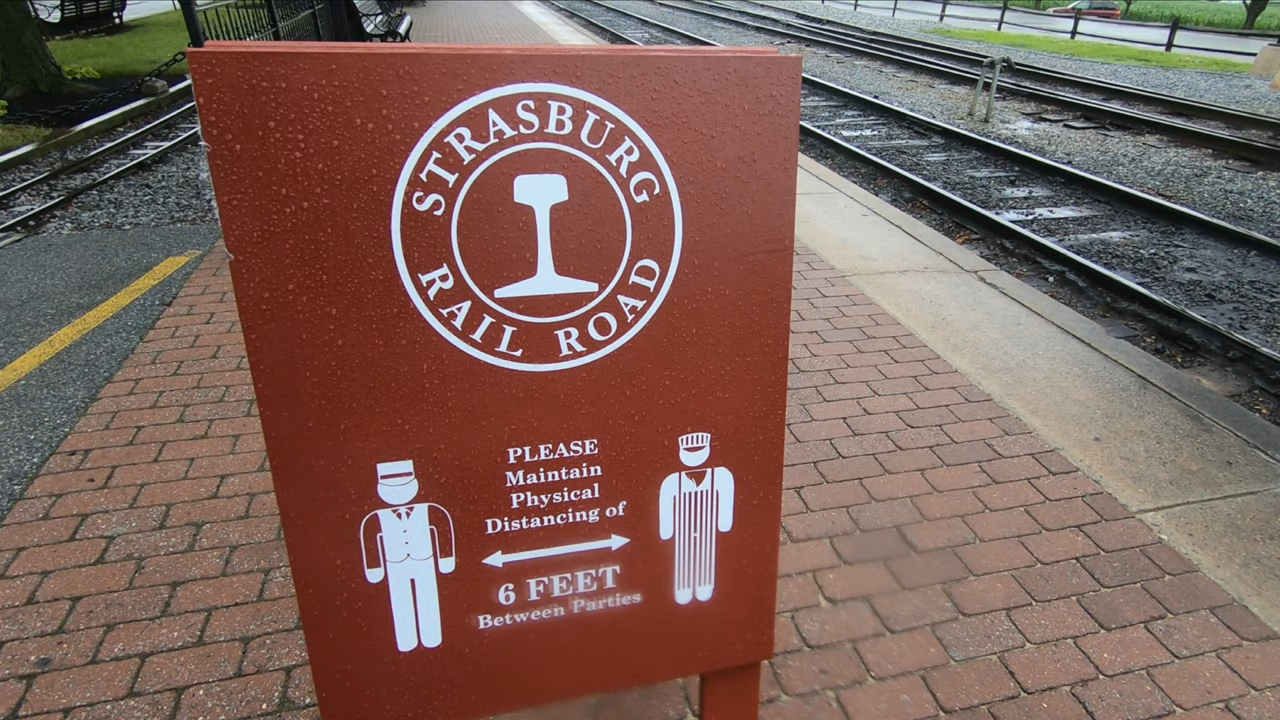 STRASBURG
RAIL ROAD
PLEASE
Maintain
Physical
Distancing of
6 FEET
Between Parties